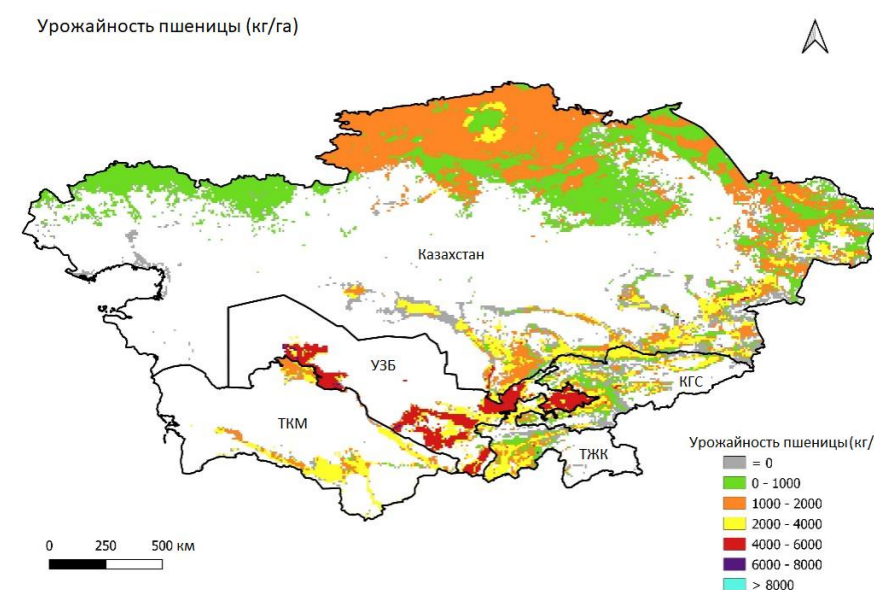 Урожайность пшеницы (кг/га)
Казахстан
УЗБ
КГС
ТКМ
ТЖК
Урожайность пшеницы(кг/
= 0
0 - 1000
1000 - 2000
2000 - 4000
4000 - 6000
6000 - 8000
> 8000
0 250 500 км